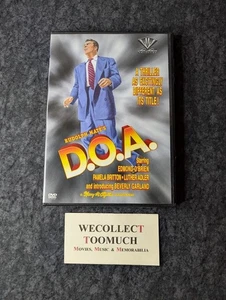 A THRILLER
AS EXCITINGLY
DIFFERENT AS
ITS TITLE!
RUDOLPH MATÉ'S
D.O.A.
Starring
EDMOND O'BRIEN
PAMELA BRITTON • LUTHER ADLER
and introducing BEVERLY GARLAND
DVD
WECOLLECT
TOOMUCH
MOVIES, MUSIC & MEMORABILIA